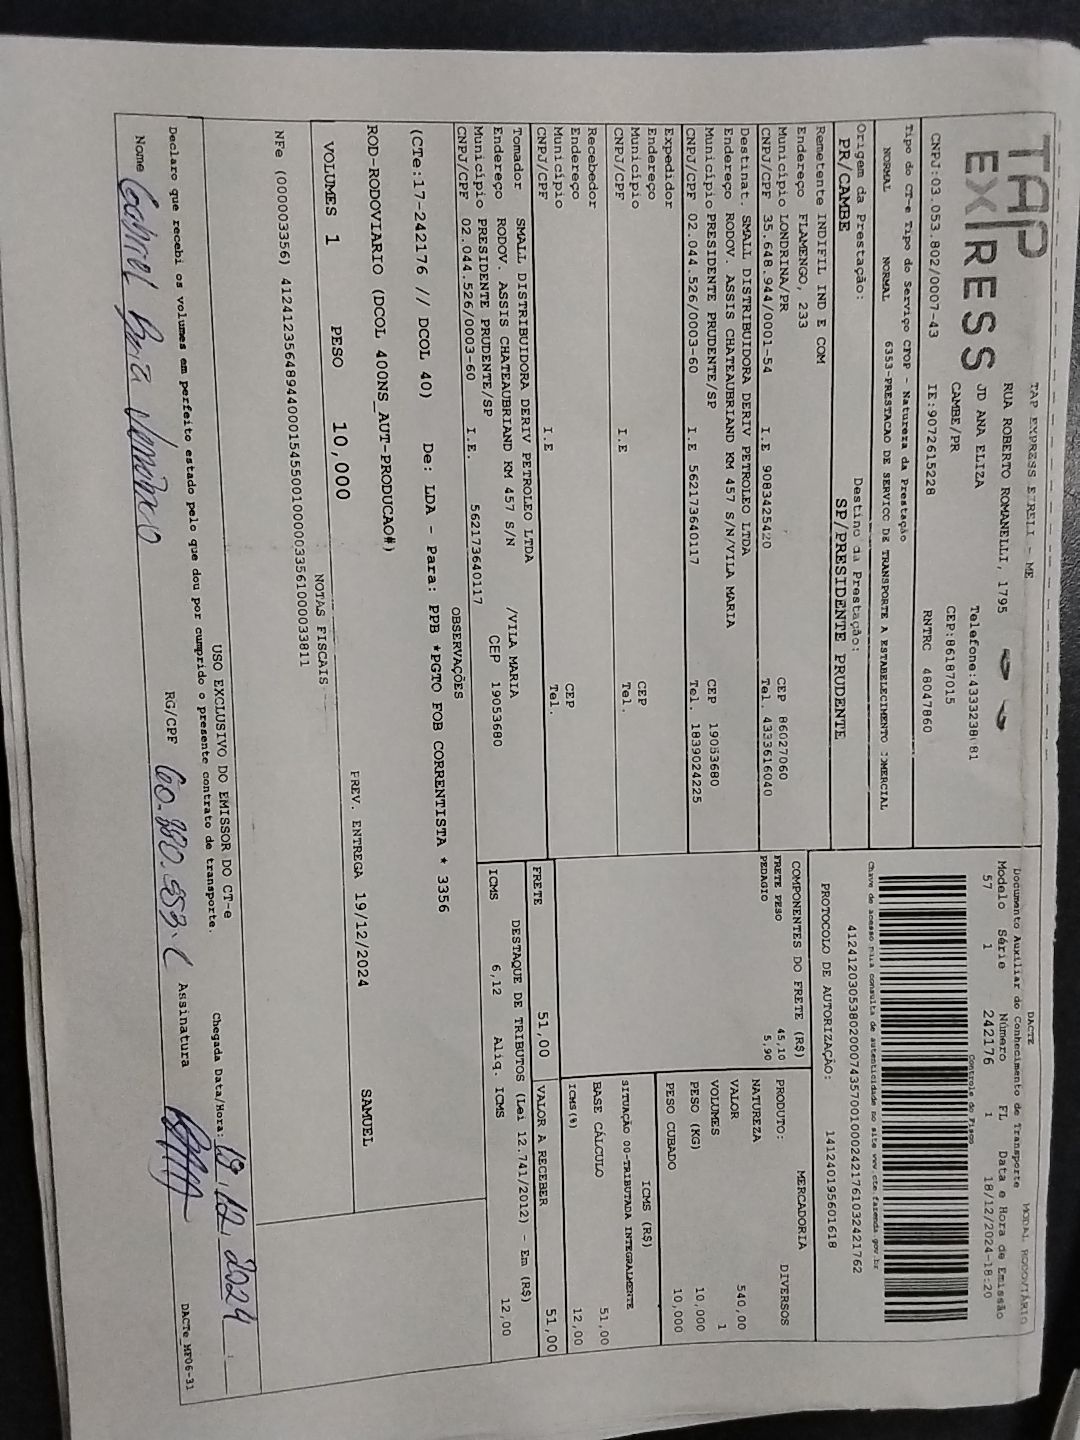 TAP EXPRESS
TAP EXPRESS EIRELI - ME
RUA ROBERTO ROMANELLI, 1795
JD ANA ELIZA
CAMBE/PR
CEP:86187015
CNPJ:03.053.802/0007-43 IE:9072615228 RNTRC 48047860
DACTE MODAL RODOVIÁRIO
Documento Auxiliar do Conhecimento de Transporte
Modelo Série Número FL Data e Hora de Emissão
57 1 242176 1 18/12/2024-18:20
Controle do Fisco
Chave de acesso para consulta de autenticidade no site www.cte.fazenda.gov.br
41241203053802000743570010002421761032421762
PROTOCOLO DE AUTORIZAÇÃO: 141240195601618
Tipo do CT-e Tipo do Serviço CFOP - Natureza da Prestação
NORMAL NORMAL 6353-PRESTACAO DE SERVICO DE TRANSPORTE A ESTABELECIMENTO COMERCIAL
Origem da Prestação: Destino da Prestação:
PR/CAMBE SP/PRESIDENTE PRUDENTE
Remetente INDIFIL IND E COM
Endereço FLAMENGO, 233
Município LONDRINA/PR CEP 86027060
CNPJ/CPF 35.648.944/0001-54 I.E 9083425420 Tel. 4333616040
Destinat. SMALL DISTRIBUIDORA DERIV PETROLEO LTDA
Endereço RODOV. ASSIS CHATEAUBRIAND KM 457 S/N/VILA MARIA
Município PRESIDENTE PRUDENTE/SP CEP 19053680
CNPJ/CPF 02.044.526/0003-60 I.E 562173640117 Tel. 1839024225
Expedidor
Endereço
Município CEP
CNPJ/CPF I.E Tel.
Recebedor
Endereço
Município CEP
CNPJ/CPF I.E Tel.
Tomador SMALL DISTRIBUIDORA DERIV PETROLEO LTDA
Endereço RODOV. ASSIS CHATEAUBRIAND KM 457 S/N /VILA MARIA
Município PRESIDENTE PRUDENTE/SP CEP 19053680
CNPJ/CPF 02.044.526/0003-60 I.E. 562173640117
COMPONENTES DO FRETE (R$)
FRETE PESO 45,10
PEDAGIO 5,90
PRODUTO: MERCADORIA DIVERSOS
NATUREZA
VALOR 540,00
VOLUMES 1
PESO (KG) 10,000
PESO CUBADO 10,000
ICMS (R$)
SITUAÇÃO 00-TRIBUTADA INTEGRALMENTE
BASE CÁLCULO 51,00
ICMS(%) 12,00
FRETE 51,00 VALOR A RECEBER 51,00
DESTAQUE DE TRIBUTOS (Lei 12.741/2012) - Em (R$)
ICMS 6,12 Aliq. ICMS 12,00
OBSERVAÇÕES
(CTe:17-242176 // DCOL 40) De: LDA - Para: PPB *PGTO FOB CORRENTISTA * 3356
ROD-RODOVIARIO (DCOL 400NS_AUT-PRODUCAO#)
PREV. ENTREGA 19/12/2024 SAMUEL
VOLUMES 1 PESO 10,000
NOTAS FISCAIS
NFe (000003356) 41241235648944000154550010000033561000033811
USO EXCLUSIVO DO EMISSOR DO CT-e
Declaro que recebi os volumes em perfeito estado pelo que dou por cumprido o presente contrato de transporte.
Chegada Data/Hora: 19.12.2024
Nome Gabriel RG/CPF Assinatura
DACTe_MF06-31